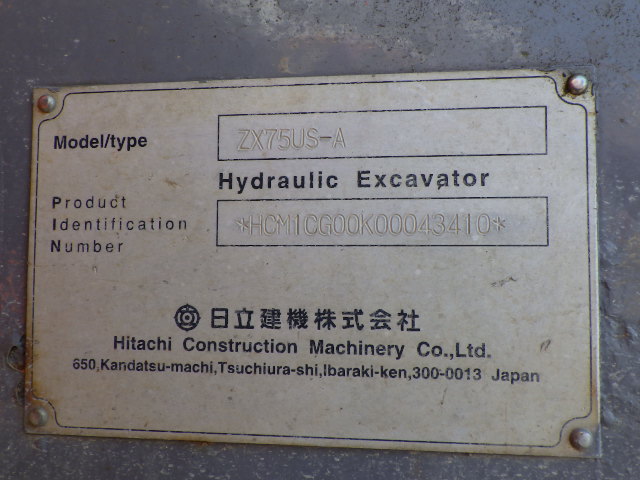 Model/type ZX75US-A
Hydraulic Excavator
Product
Identification *HCM1CG00K00043410*
Number
日立建機株式会社
Hitachi Construction Machinery Co.,Ltd.
650,Kandatsu-machi,Tsuchiura-shi,Ibaraki-ken,300-0013 Japan